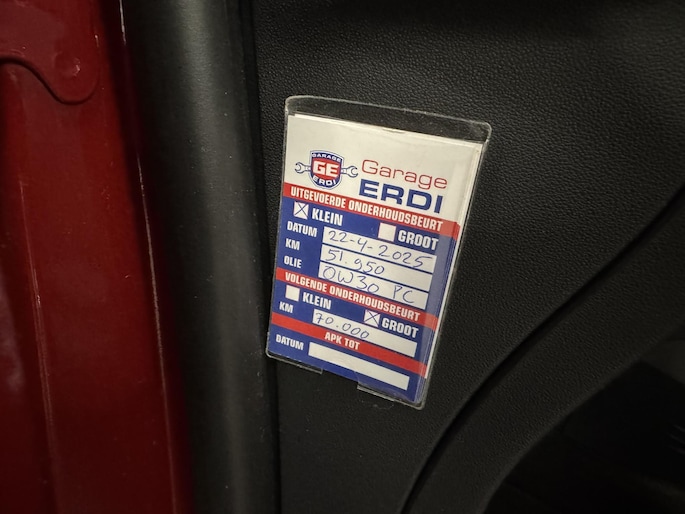 GARAGE
GE
ERDI
Garage
ERDI
UITGEVOERDE ONDERHOUDSBEURT
KLEIN GROOT
DATUM 22-4-2025
KM 51.950
OLIE 0W30 PC
VOLGENDE ONDERHOUDSBEURT
KLEIN GROOT
KM 70.000
APK TOT
DATUM